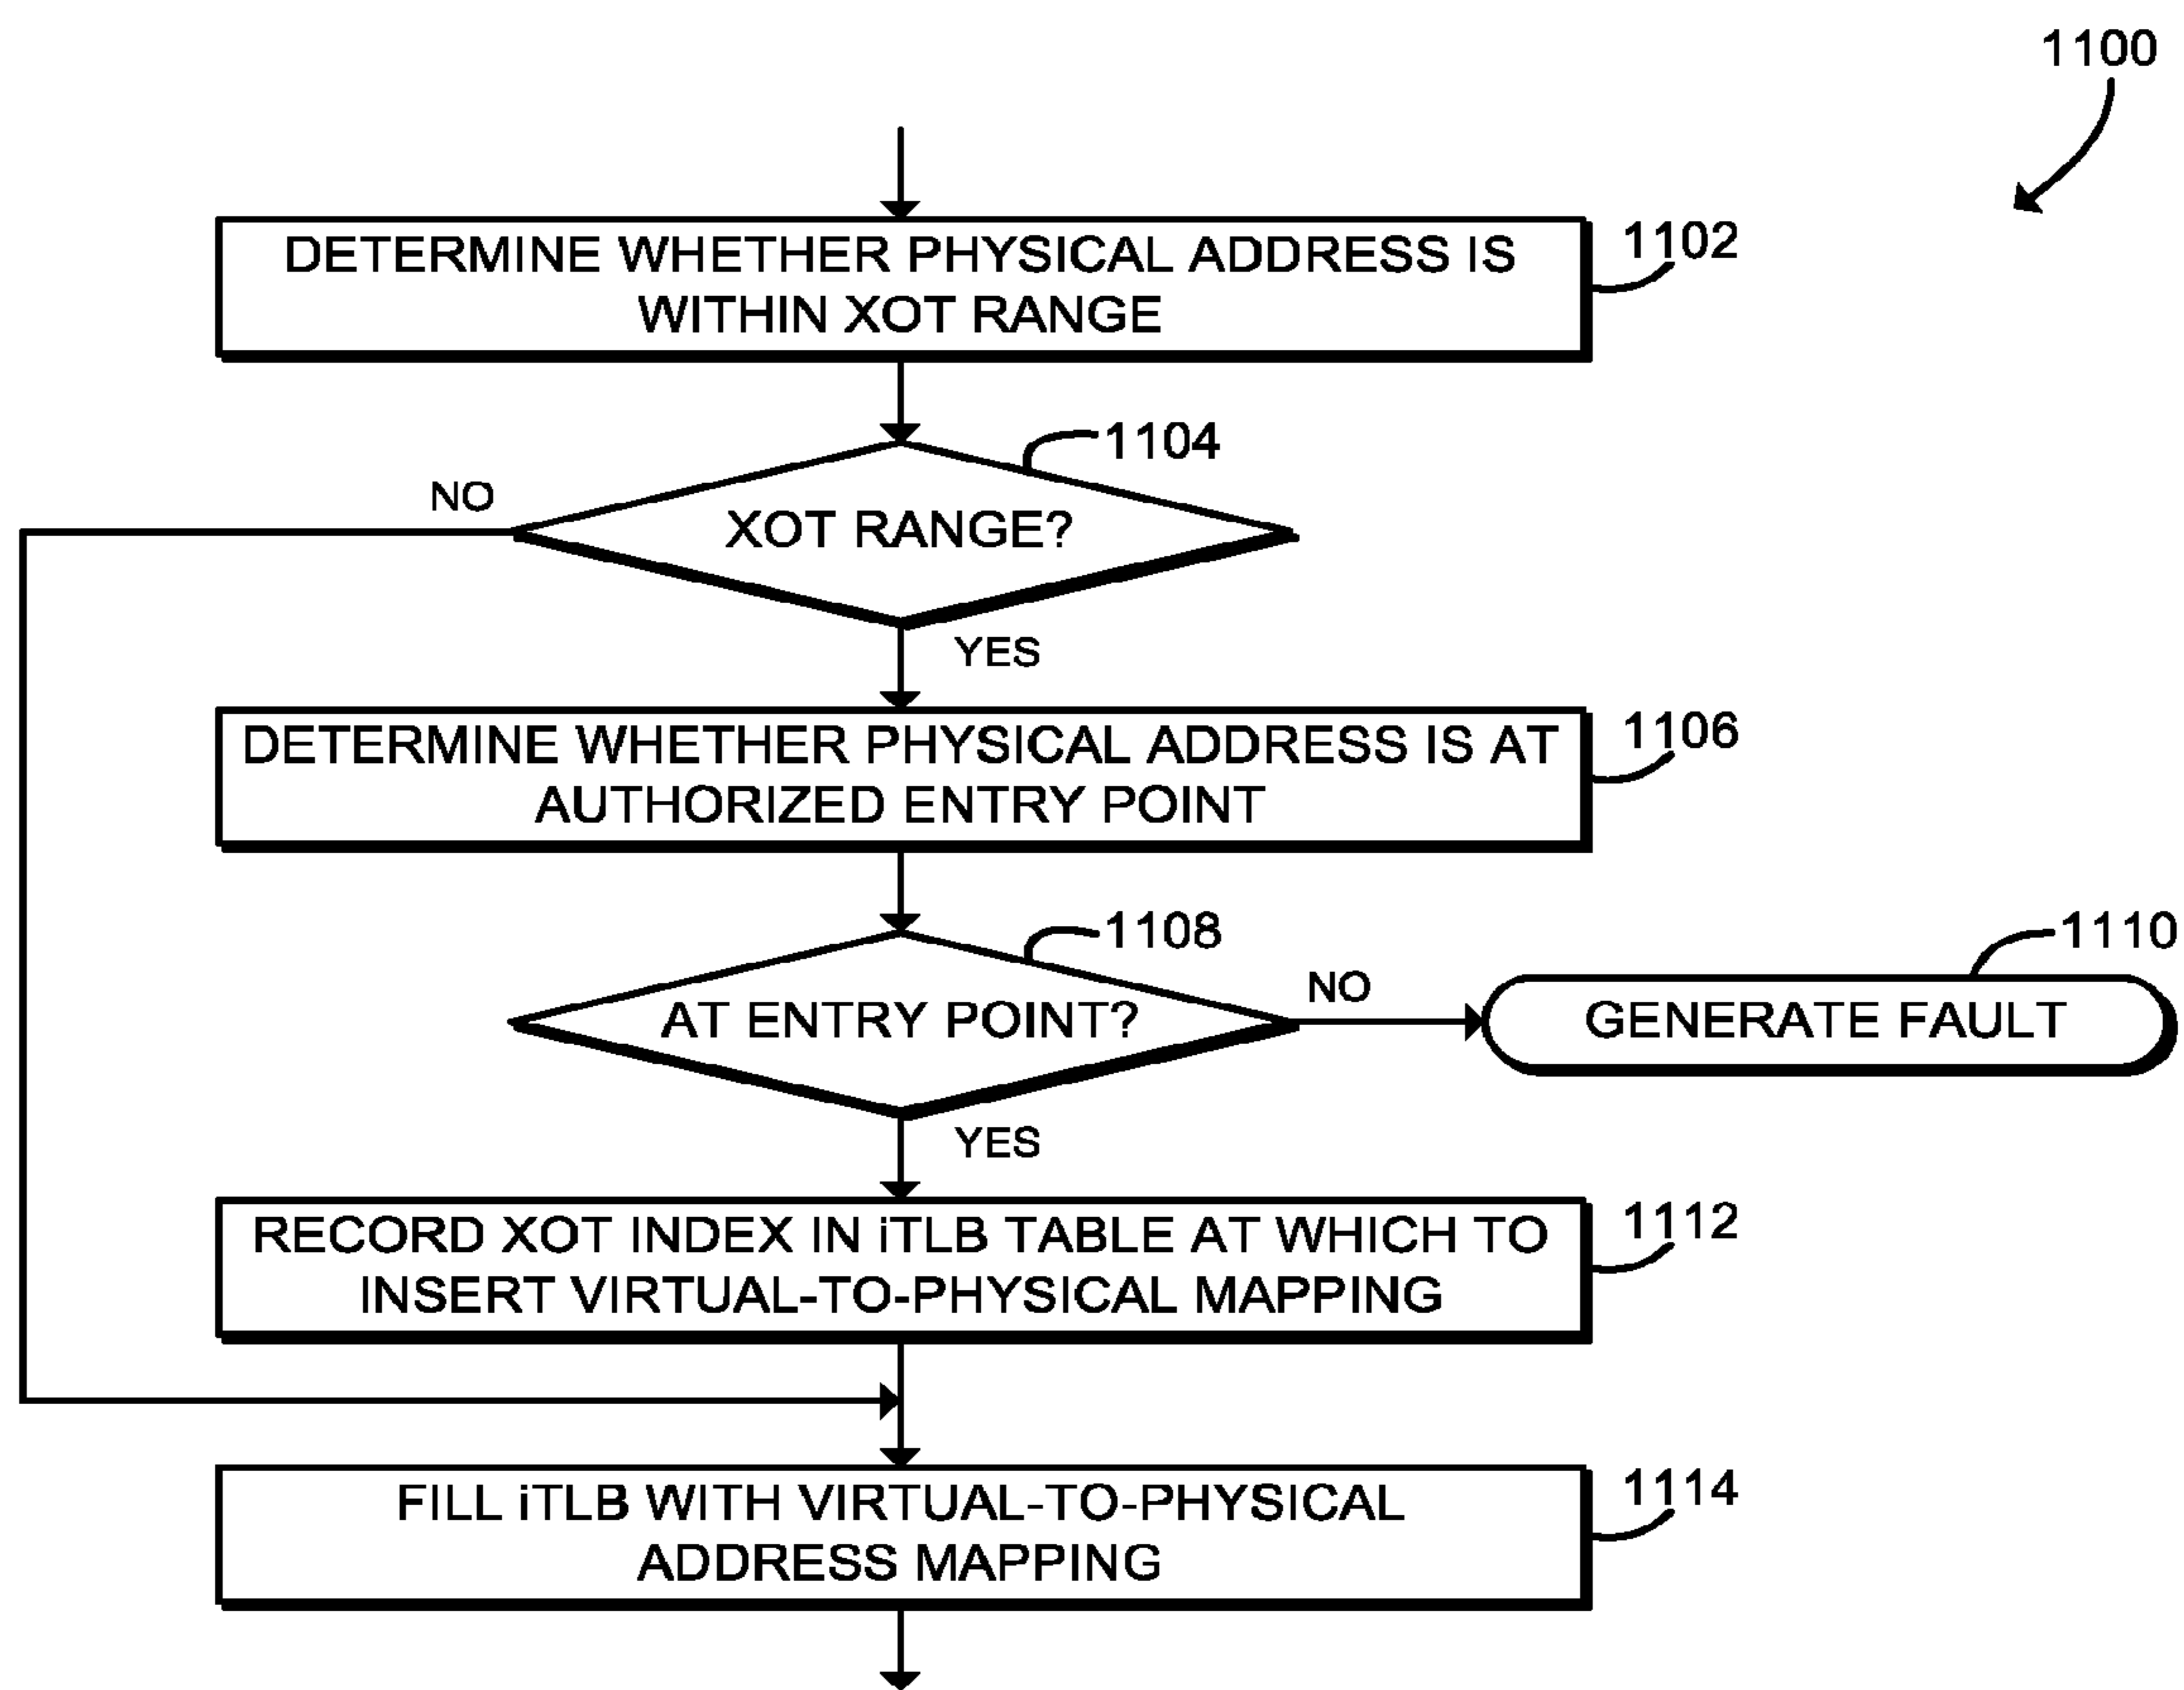 1100
DETERMINE WHETHER PHYSICAL ADDRESS IS
WITHIN XOT RANGE
1102
1104
NO
XOT RANGE?
YES
DETERMINE WHETHER PHYSICAL ADDRESS IS AT
AUTHORIZED ENTRY POINT
1106
1108
AT ENTRY POINT?
NO
1110
GENERATE FAULT
YES
RECORD XOT INDEX IN iTLB TABLE AT WHICH TO
INSERT VIRTUAL-TO-PHYSICAL MAPPING
1112
FILL iTLB WITH VIRTUAL-TO-PHYSICAL
ADDRESS MAPPING
1114